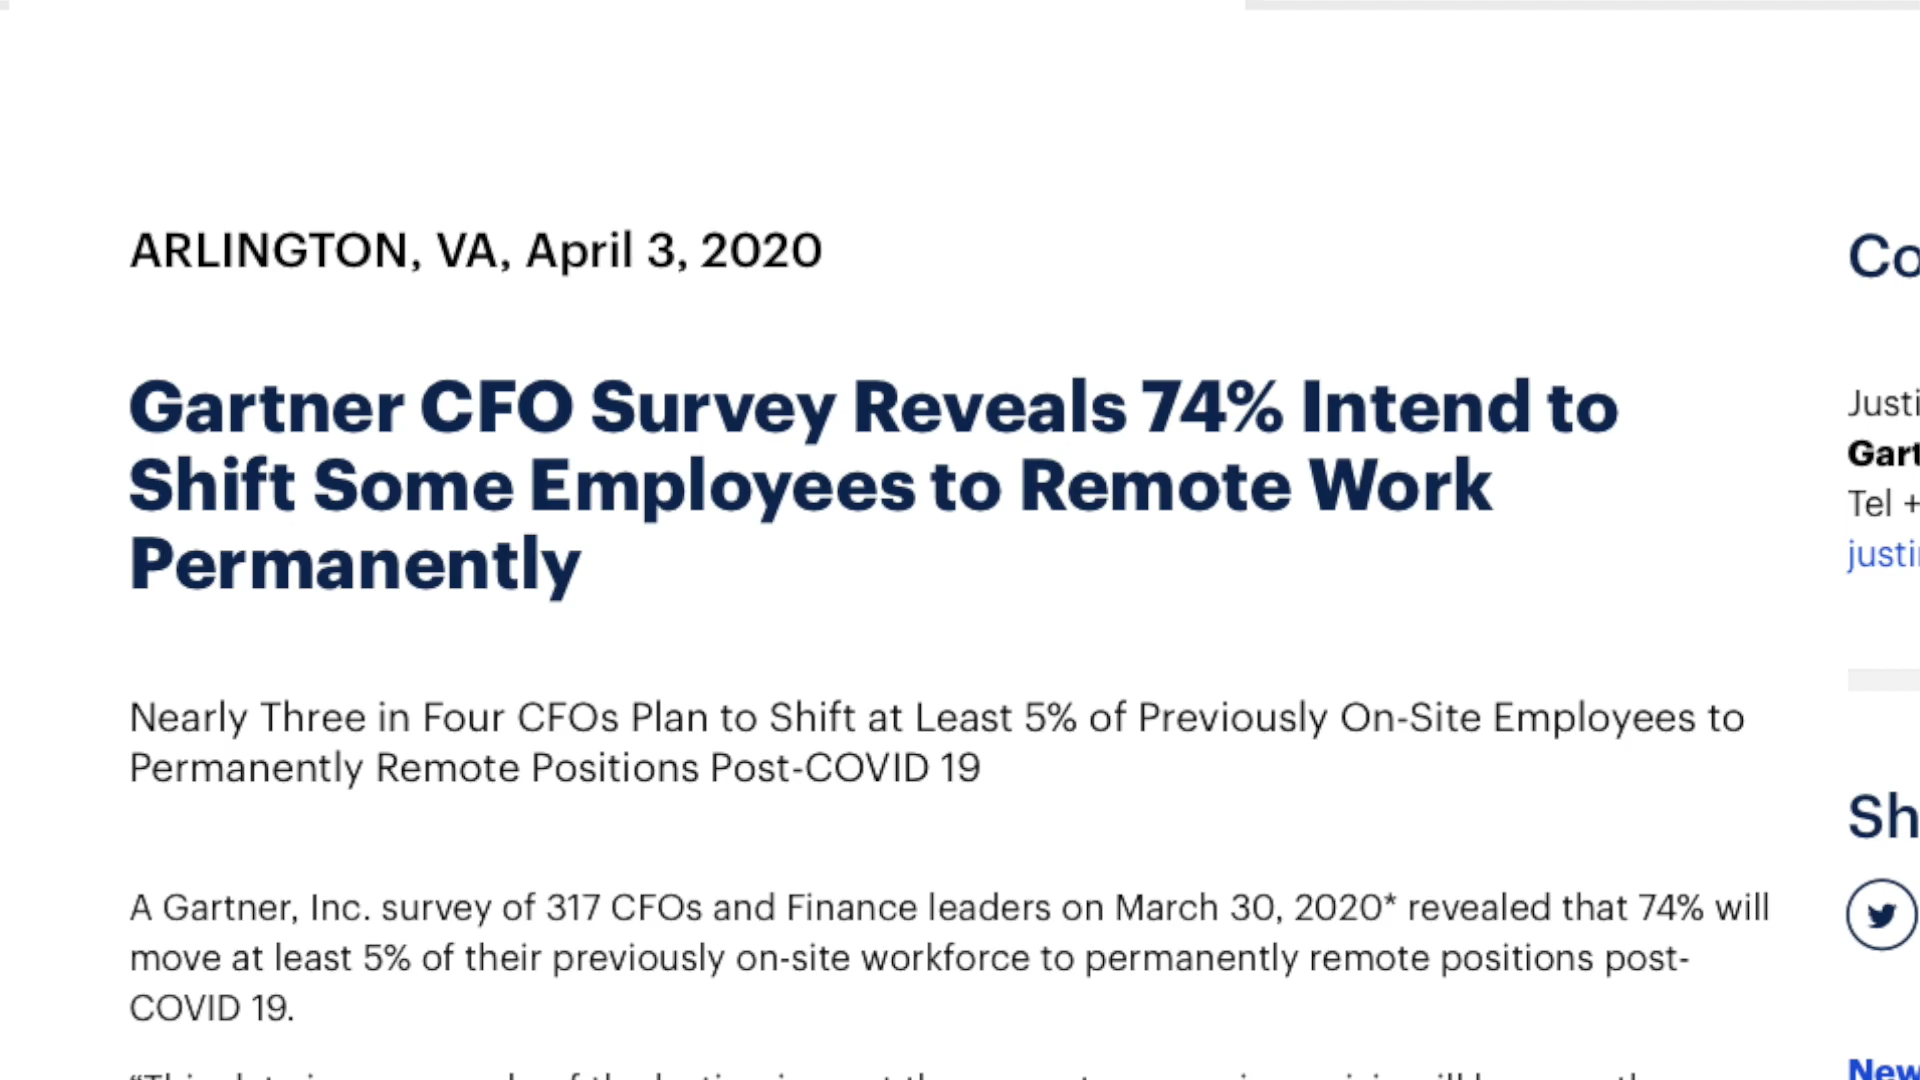 ARLINGTON, VA, April 3, 2020
Gartner CFO Survey Reveals 74% Intend to
Shift Some Employees to Remote Work
Permanently
Nearly Three in Four CFOs Plan to Shift at Least 5% of Previously On-Site Employees to
Permanently Remote Positions Post-COVID 19
A Gartner, Inc. survey of 317 CFOs and Finance leaders on March 30, 2020* revealed that 74% will
move at least 5% of their previously on-site workforce to permanently remote positions post-
COVID 19.
Co
Justi
Gart
Tel +
justi
Sh
New